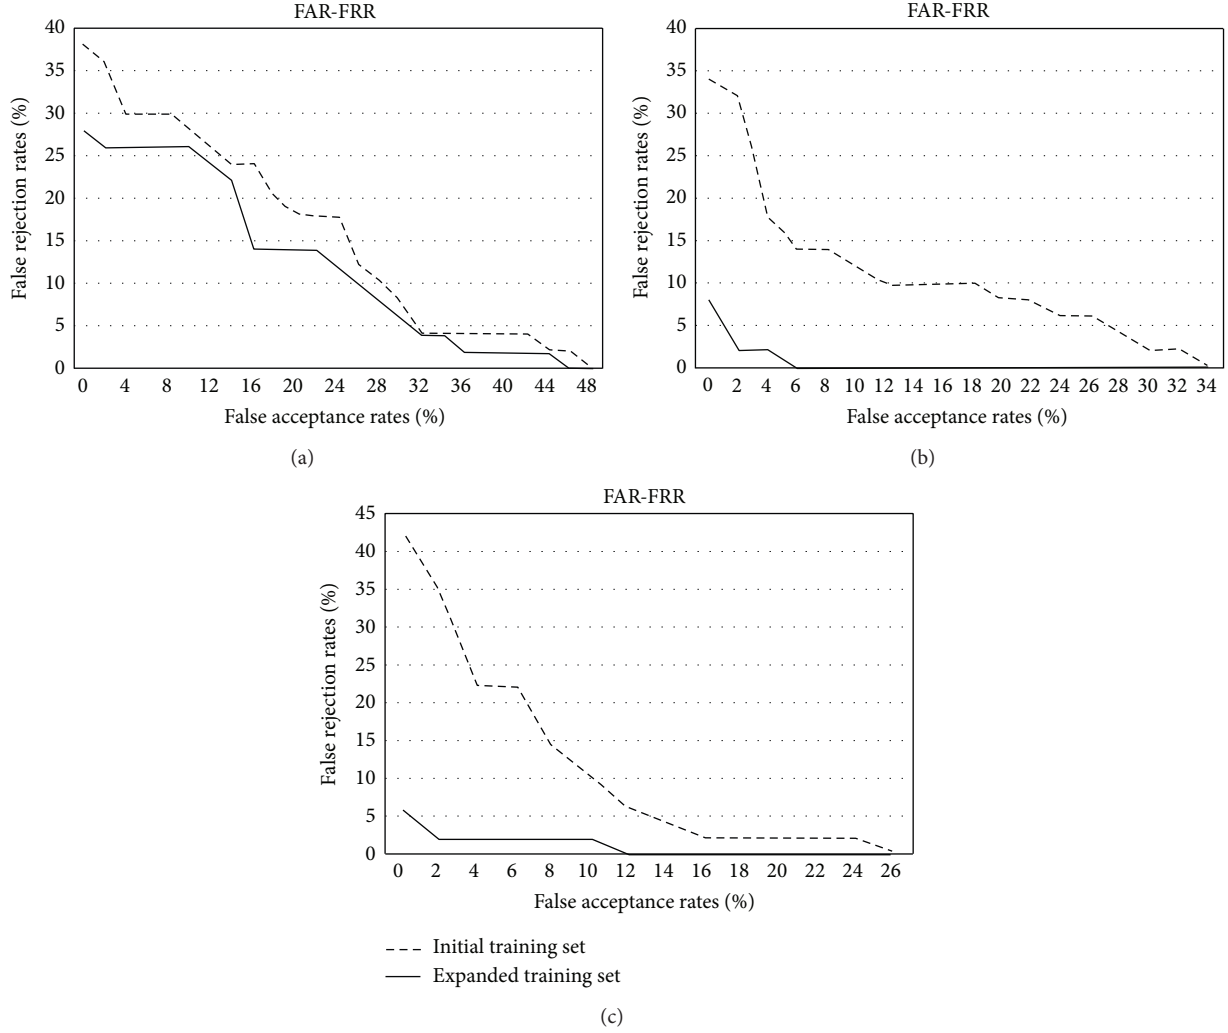 FAR-FRR
40
35
30
25
20
15
10
5
0
False rejection rates (%)
0 4 8 12 16 20 24 28 32 36 40 44 48
False acceptance rates (%)
(a)
FAR-FRR
40
35
30
25
20
15
10
5
0
False rejection rates (%)
0 2 4 6 8 10 12 16 14 18 20 22 24 26 28 30 32 34
False acceptance rates (%)
(b)
FAR-FRR
45
40
35
30
25
20
15
10
5
0
False rejection rates (%)
0 2 4 6 8 10 12 14 16 18 20 22 24 26
False acceptance rates (%)
Initial training set
Expanded training set
(c)